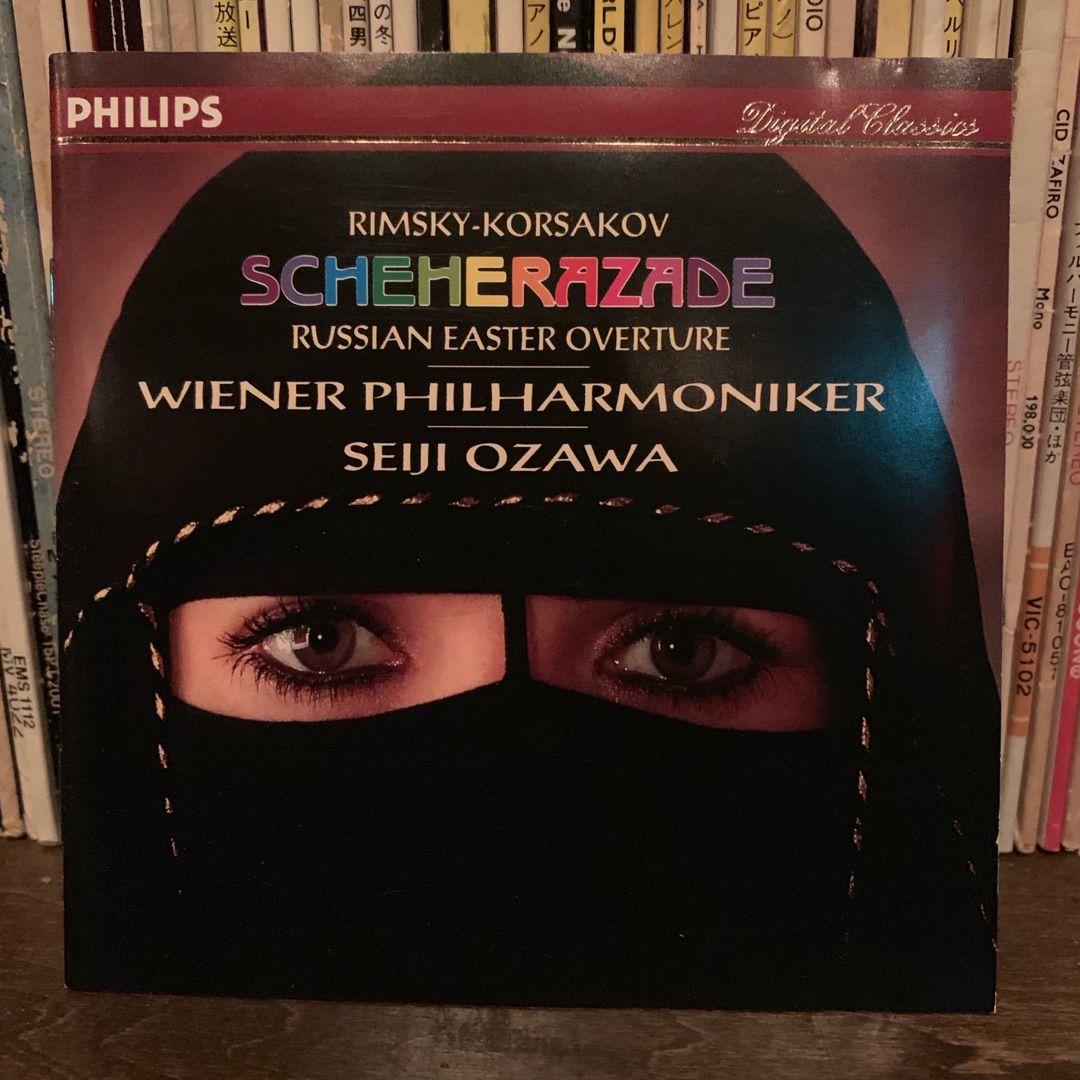 PHILIPS
Digital Classics
RIMSKY-KORSAKOV
SCHEHERAZADE
RUSSIAN EASTER OVERTURE
WIENER PHILHARMONIKER
SEIJI OZAWA
放送
四男
の冬
アノ
ピア
STEREO
EMS 1112
CID ZAFIRO
Mono
198.010
STEREO
VIC-5102
ルハーモニー管弦楽団・ほか